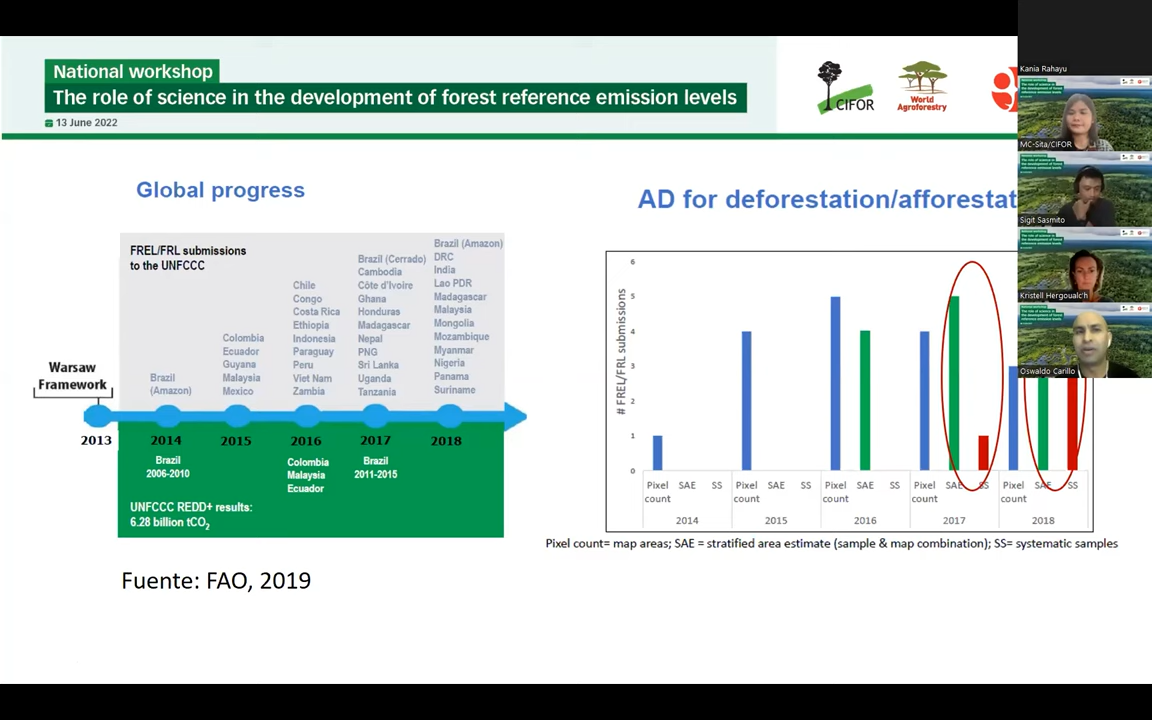 National workshop
The role of science in the development of forest reference emission levels
13 June 2022
CIFOR
World
Agroforestry
Kania Rahayu
MC-Sita/CIFOR
Sigit Sasmito
Kristell Hergoualc'h
Oswaldo Carillo
Global progress
FREL/FRL submissions
to the UNFCCC
Warsaw
Framework
Brazil
(Amazon)
Colombia
Ecuador
Guyana
Malaysia
Mexico
Chile
Congo
Costa Rica
Ethiopia
Indonesia
Paraguay
Peru
Viet Nam
Zambia
Brazil (Cerrado)
Cambodia
Côte d'Ivoire
Ghana
Honduras
Madagascar
Nepal
PNG
Sri Lanka
Uganda
Tanzania
Brazil (Amazon)
DRC
India
Lao PDR
Madagascar
Malaysia
Mongolia
Mozambique
Myanmar
Nigeria
Panama
Suriname
2013 2014 2015 2016 2017 2018
Brazil
2006-2010
Colombia
Malaysia
Ecuador
Brazil
2011-2015
UNFCCC REDD+ results:
6.28 billion tCO2
Fuente: FAO, 2019
AD for deforestation/afforestat
# FREL/FRL submissions
6
5
4
3
2
1
0
Pixel count SAE SS Pixel count SAE SS Pixel count SAE SS Pixel count SAE SS Pixel count SAE SS
2014 2015 2016 2017 2018
Pixel count= map areas; SAE = stratified area estimate (sample & map combination); SS= systematic samples